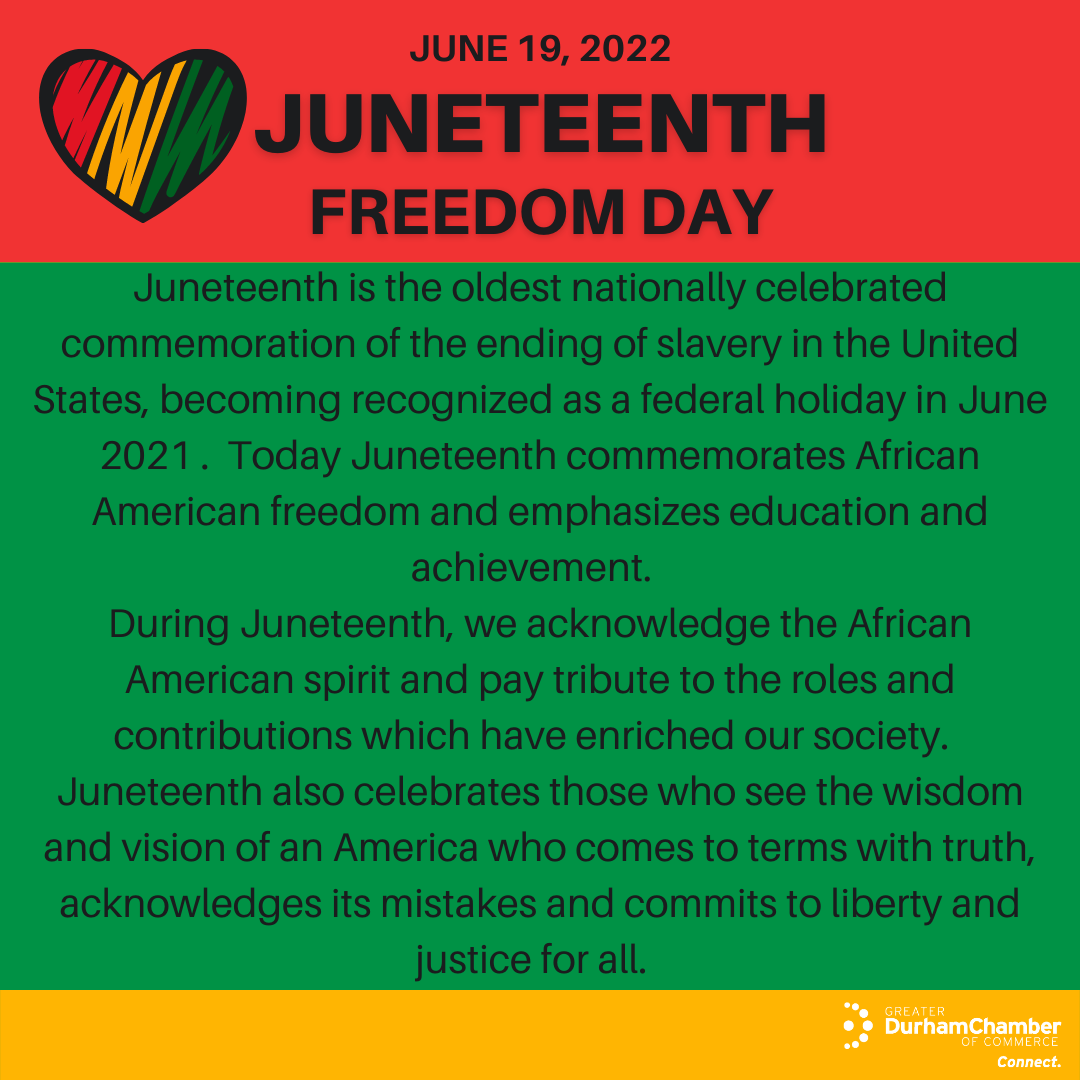 JUNE 19, 2022
JUNETEENTH
FREEDOM DAY
Juneteenth is the oldest nationally celebrated
commemoration of the ending of slavery in the United
States, becoming recognized as a federal holiday in June
2021 .  Today Juneteenth commemorates African
American freedom and emphasizes education and
achievement.
During Juneteenth, we acknowledge the African
American spirit and pay tribute to the roles and
contributions which have enriched our society.
Juneteenth also celebrates those who see the wisdom
and vision of an America who comes to terms with truth,
acknowledges its mistakes and commits to liberty and
justice for all.
GREATER
DurhamChamber
OF COMMERCE
Connect.